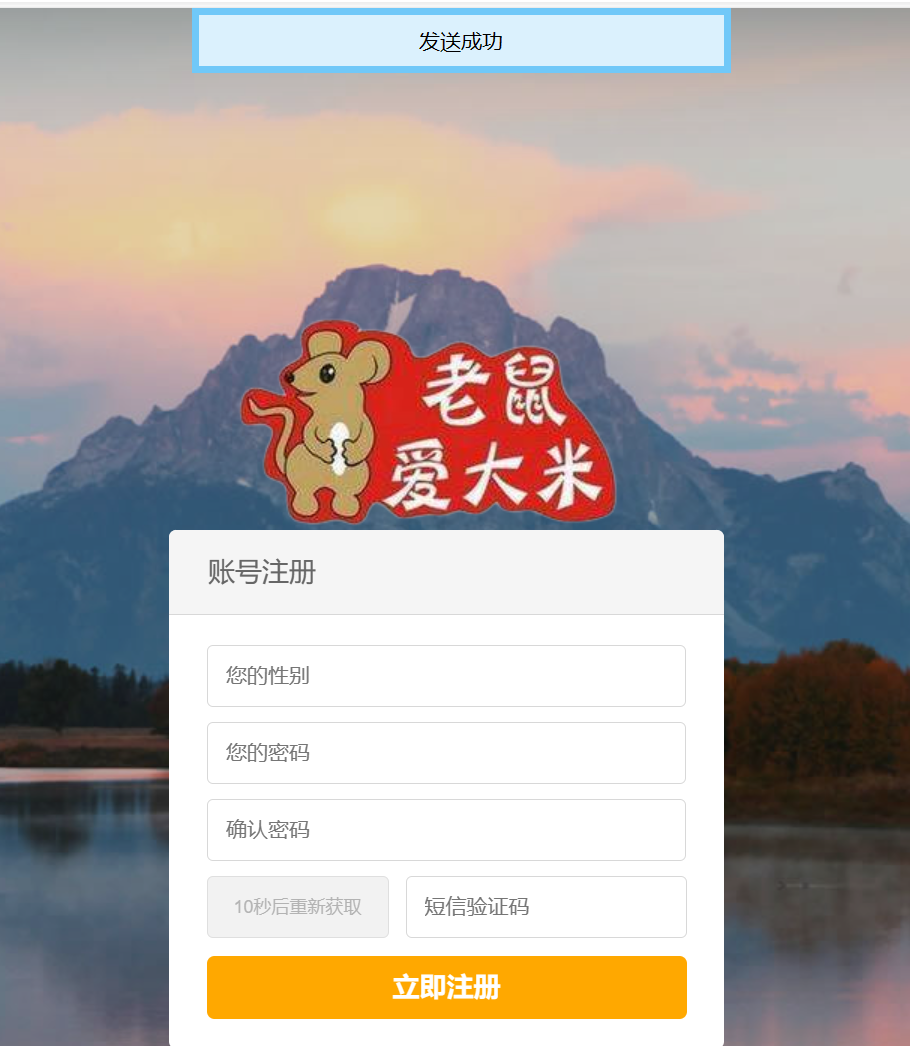 发送成功
老鼠
爱大米
账号注册
您的性别
您的密码
确认密码
10秒后重新获取
短信验证码
立即注册